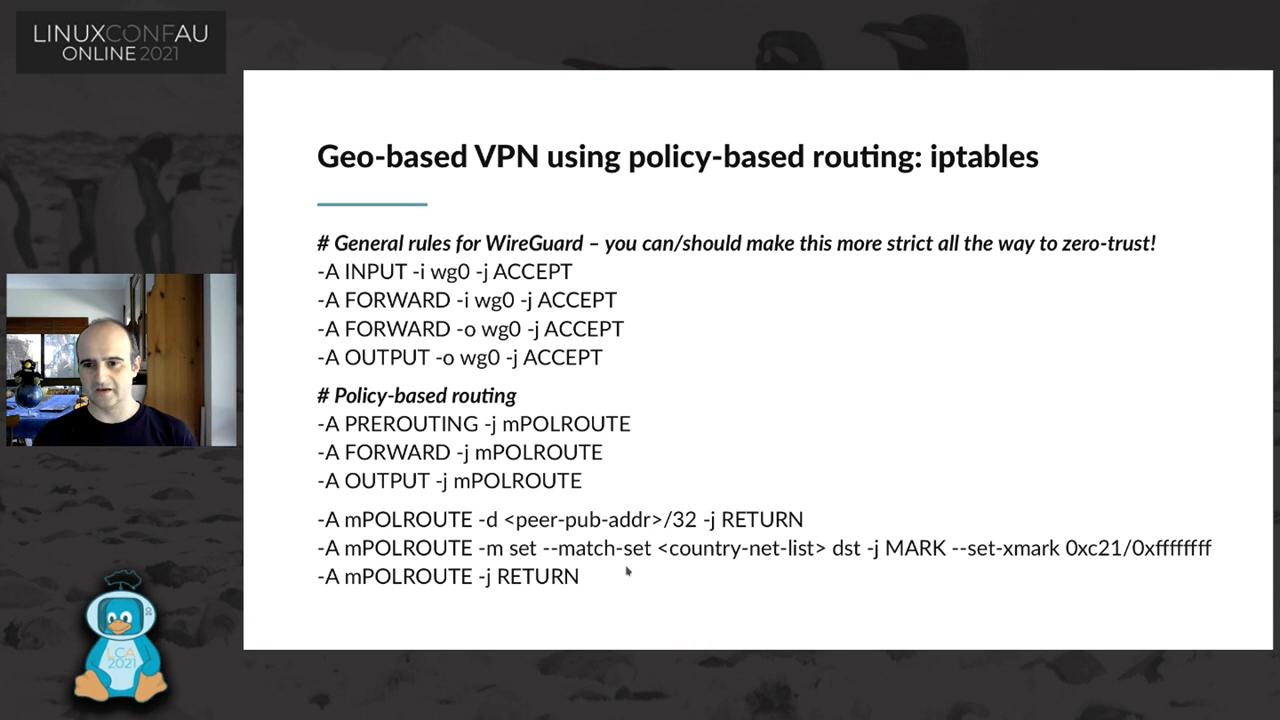 LINUXCONFAU
ONLINE 2021
Geo-based VPN using policy-based routing: iptables
# General rules for WireGuard – you can/should make this more strict all the way to zero-trust!
-A INPUT -i wg0 -j ACCEPT
-A FORWARD -i wg0 -j ACCEPT
-A FORWARD -o wg0 -j ACCEPT
-A OUTPUT -o wg0 -j ACCEPT
# Policy-based routing
-A PREROUTING -j mPOLROUTE
-A FORWARD -j mPOLROUTE
-A OUTPUT -j mPOLROUTE
-A mPOLROUTE -d <peer-pub-addr>/32 -j RETURN
-A mPOLROUTE -m set --match-set <country-net-list> dst -j MARK --set-xmark 0xc21/0xffffffff
-A mPOLROUTE -j RETURN
LCA
2021